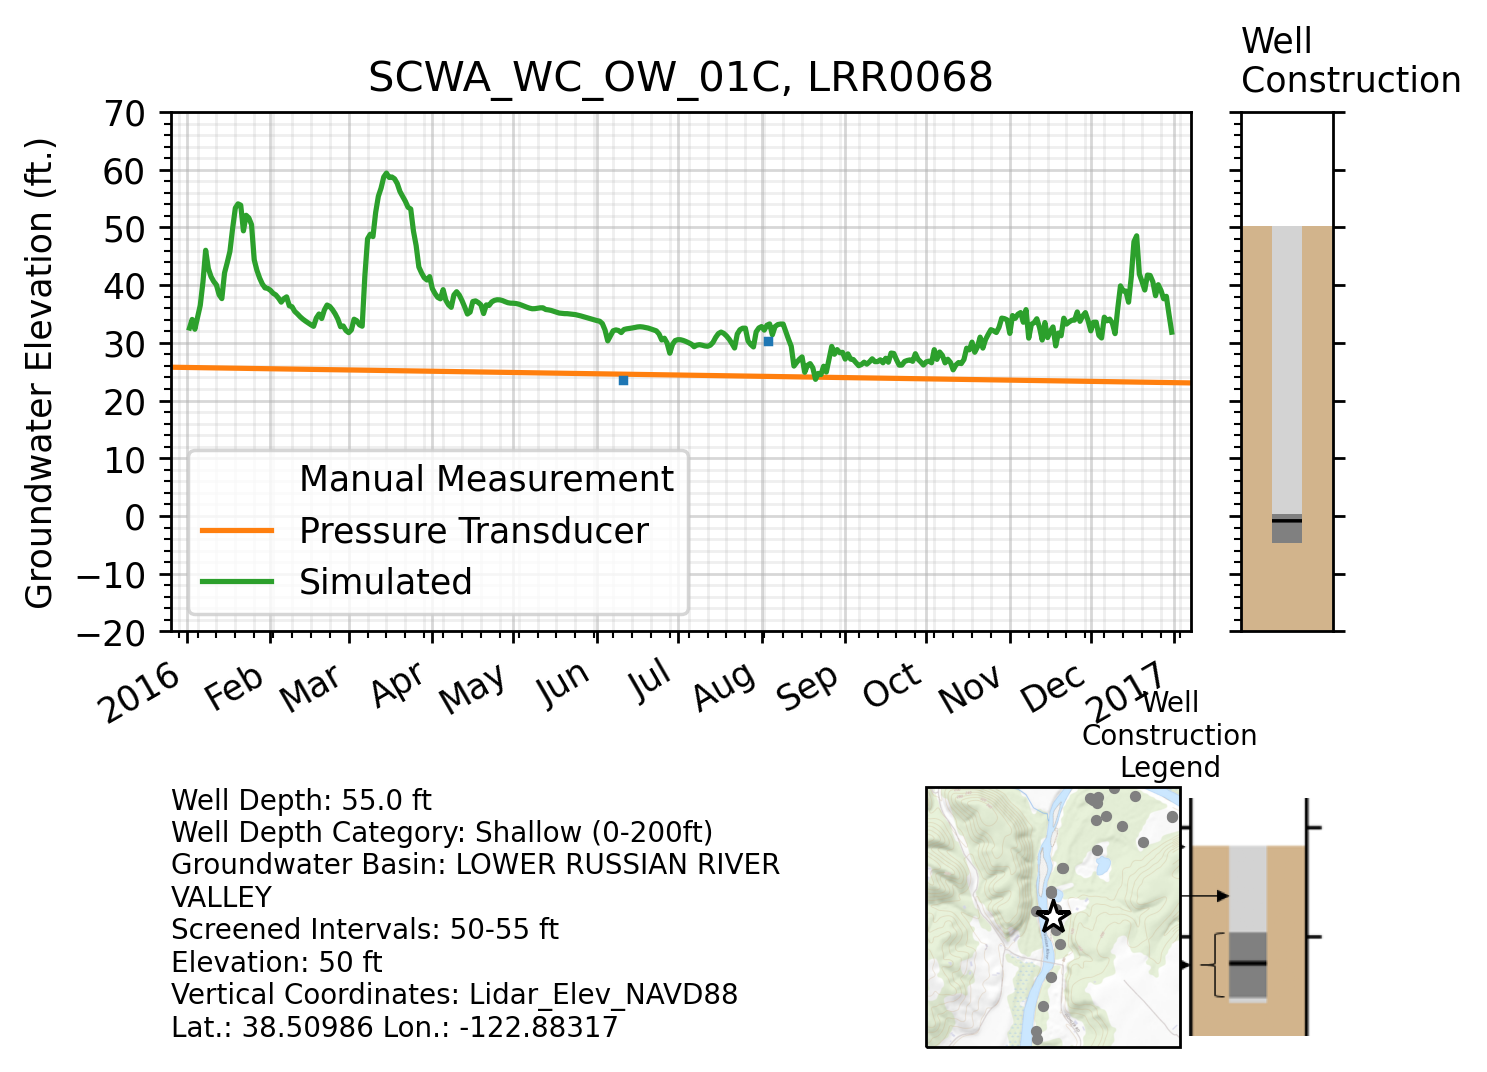 Well
Construction
SCWA_WC_OW_01C, LRR0068
Groundwater Elevation (ft.)
70
60
50
40
30
20
10
0
−10
−20
Manual Measurement
Pressure Transducer
Simulated
2016 Feb Mar Apr May Jun Jul Aug Sep Oct Nov Dec 2017
Well
Construction
Legend
Well Depth: 55.0 ft
Well Depth Category: Shallow (0-200ft)
Groundwater Basin: LOWER RUSSIAN RIVER
VALLEY
Screened Intervals: 50-55 ft
Elevation: 50 ft
Vertical Coordinates: Lidar_Elev_NAVD88
Lat.: 38.50986 Lon.: -122.88317